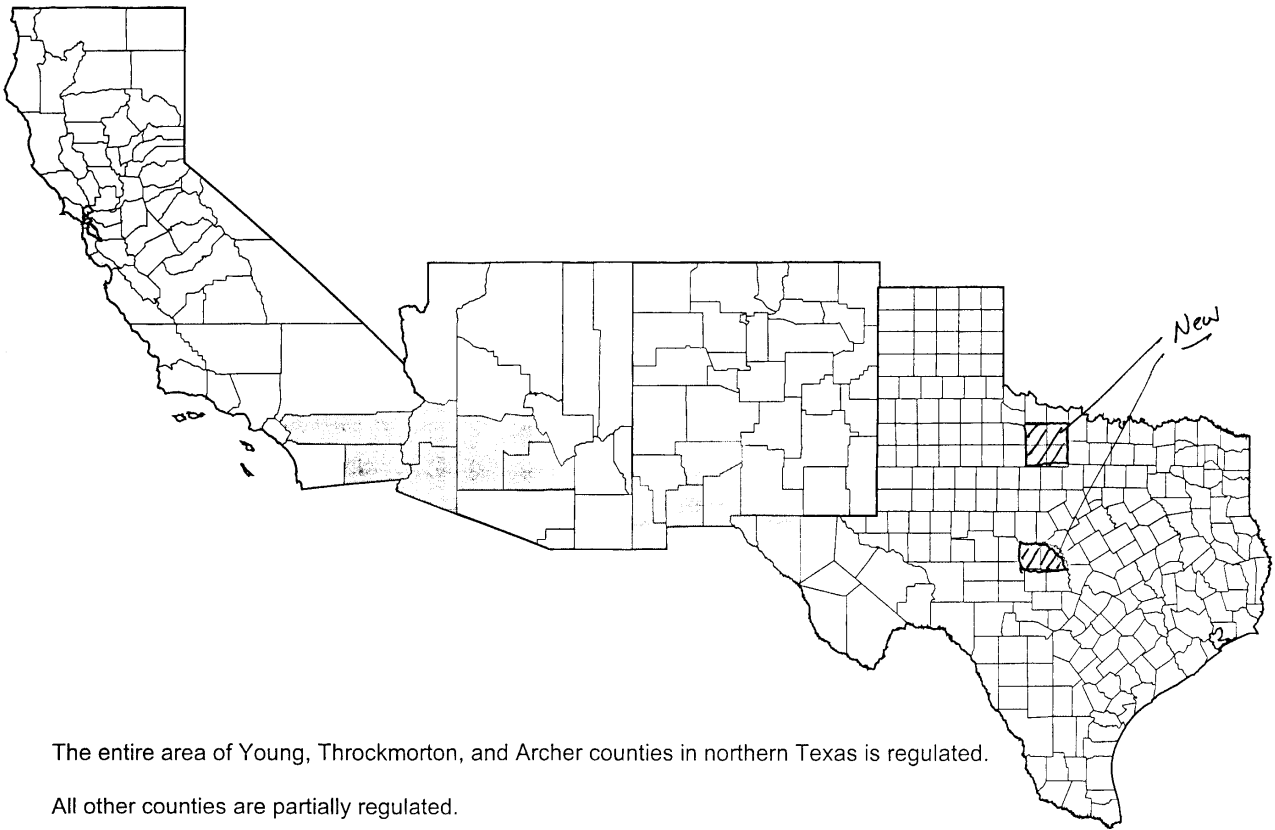 New
The entire area of Young, Throckmorton, and Archer counties in northern Texas is regulated.
All other counties are partially regulated.